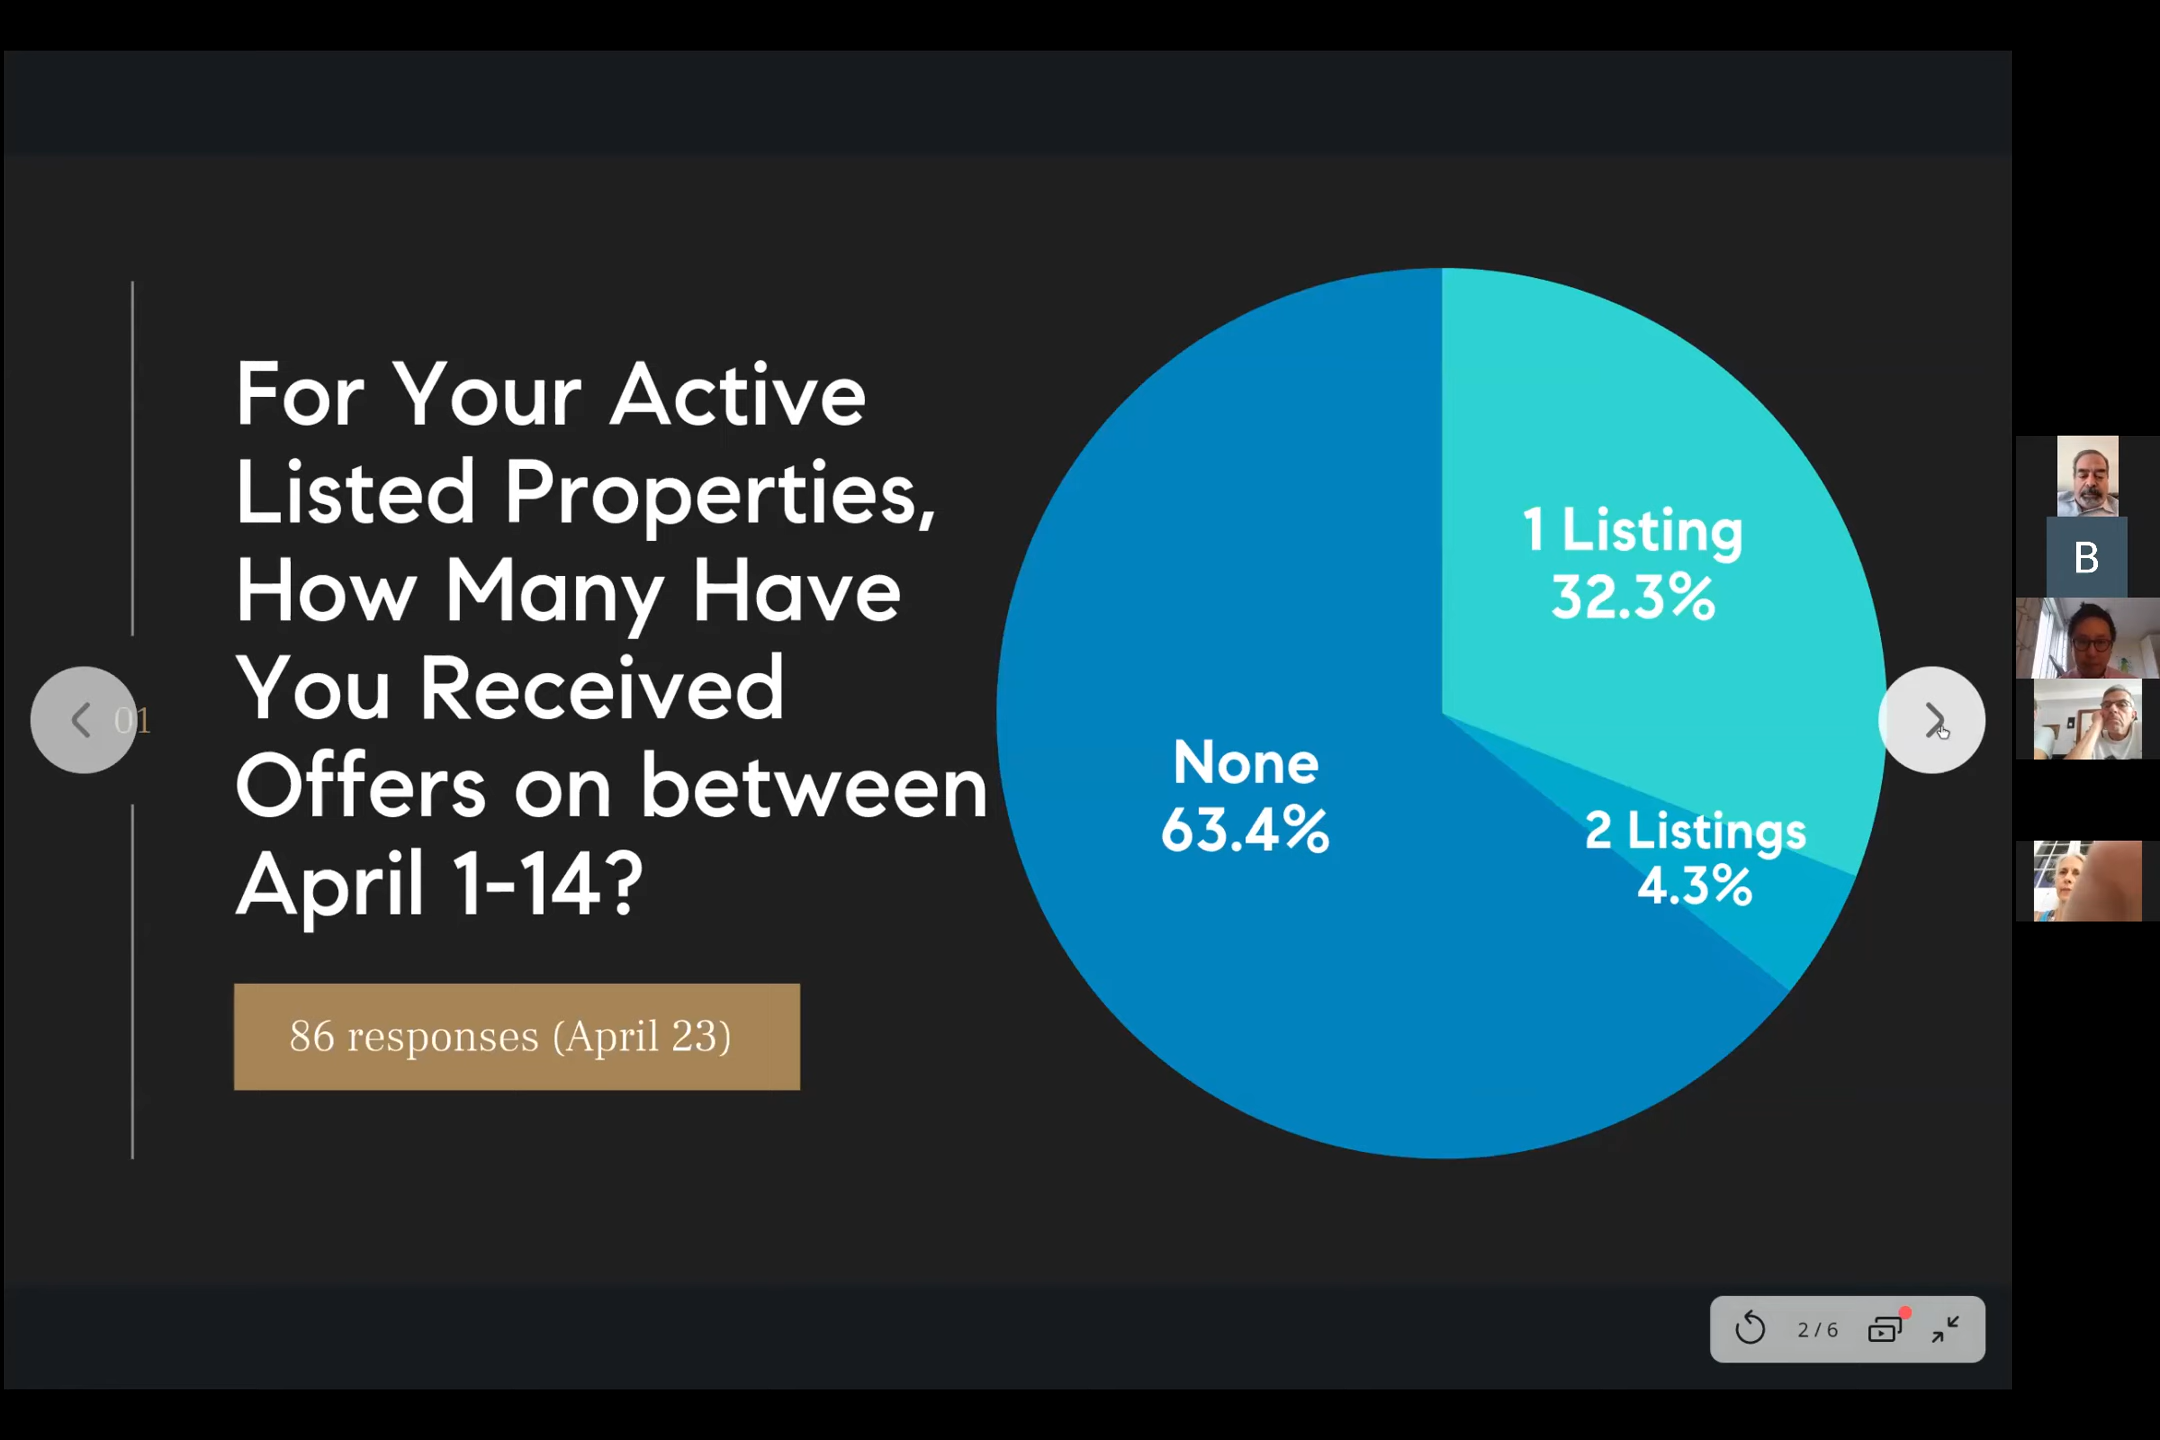 For Your Active
Listed Properties,
How Many Have
You Received
Offers on between
April 1-14?
86 responses (April 23)
01
1 Listing
32.3%
None
63.4%
2 Listings
4.3%
B
2 / 6